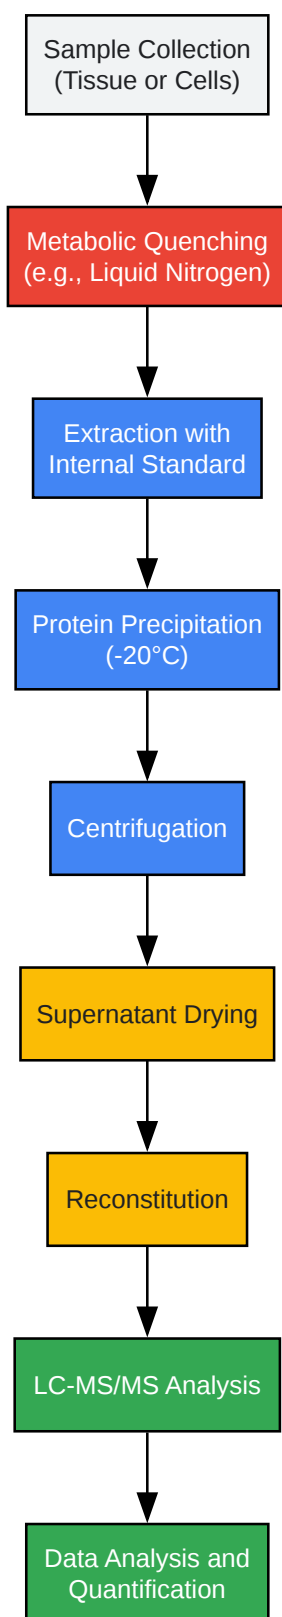 Sample Collection
(Tissue or Cells)
Metabolic Quenching
(e.g., Liquid Nitrogen)
Extraction with
Internal Standard
Protein Precipitation
(-20°C)
Centrifugation
Supernatant Drying
Reconstitution
LC-MS/MS Analysis
Data Analysis and
Quantification